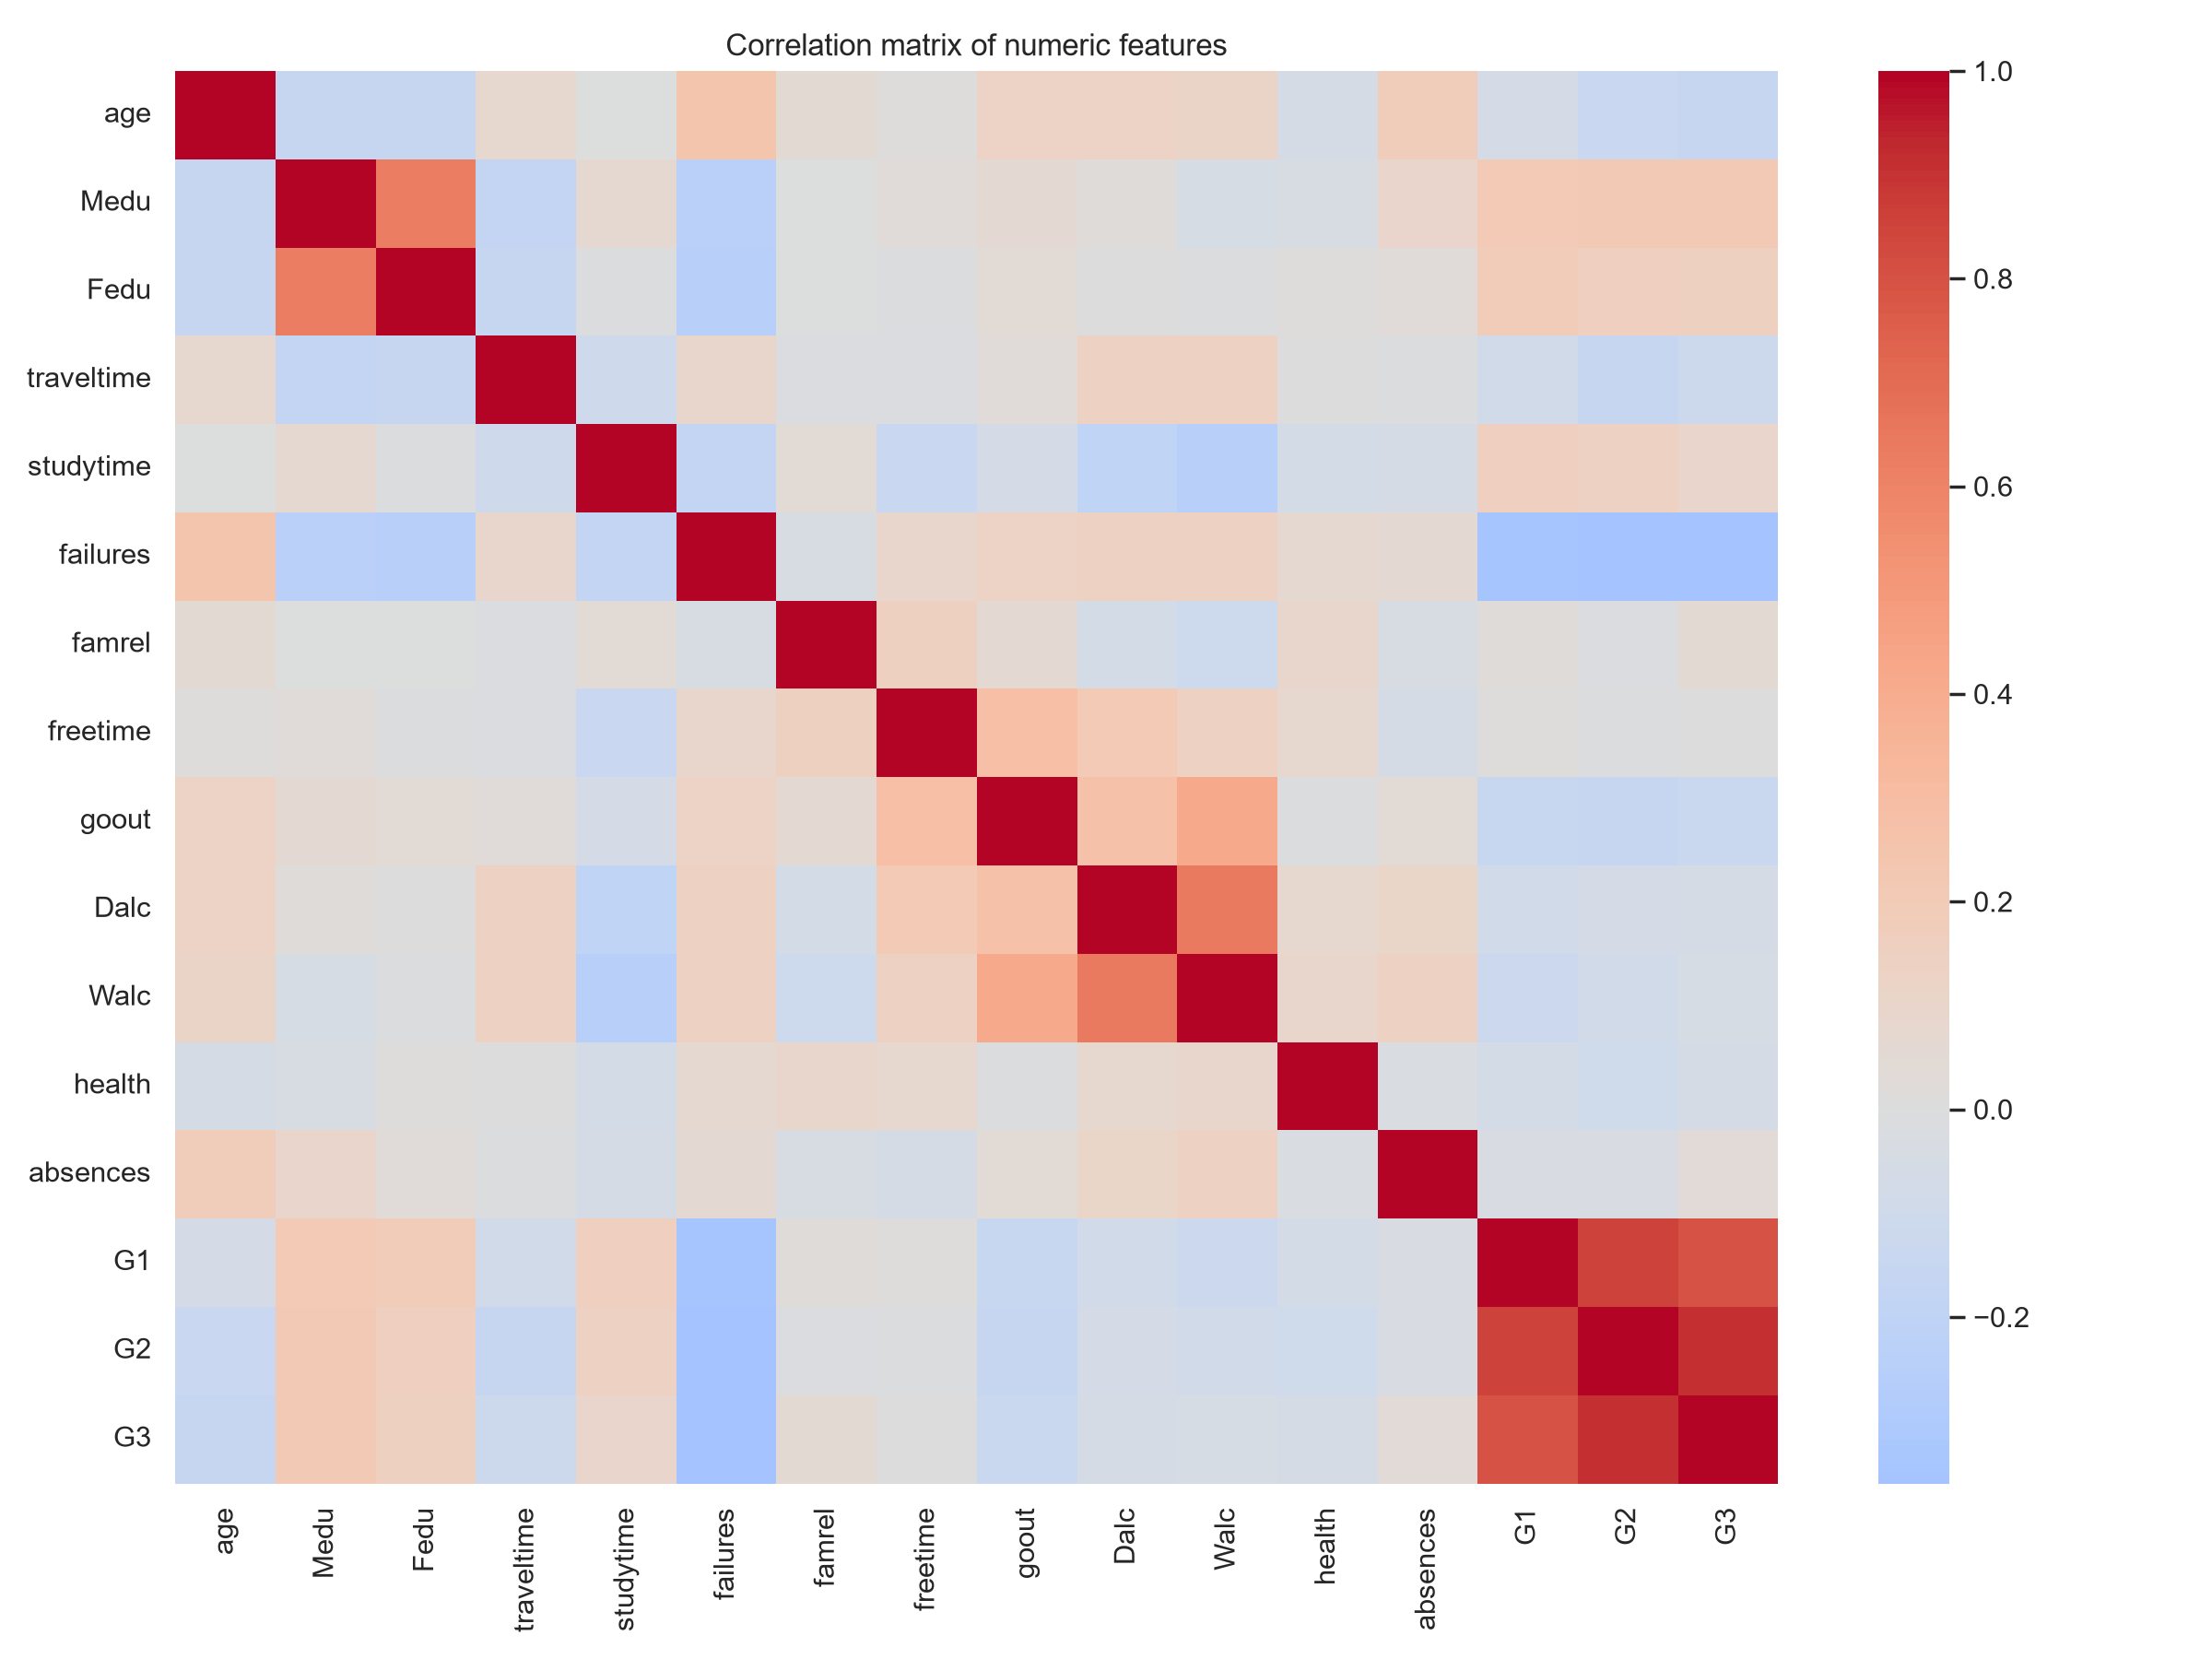 Correlation matrix of numeric features
age
Medu
Fedu
traveltime
studytime
failures
famrel
freetime
goout
Dalc
Walc
health
absences
G1
G2
G3
age
Medu
Fedu
traveltime
studytime
failures
famrel
freetime
goout
Dalc
Walc
health
absences
G1
G2
G3
1.0
0.8
0.6
0.4
0.2
0.0
−0.2